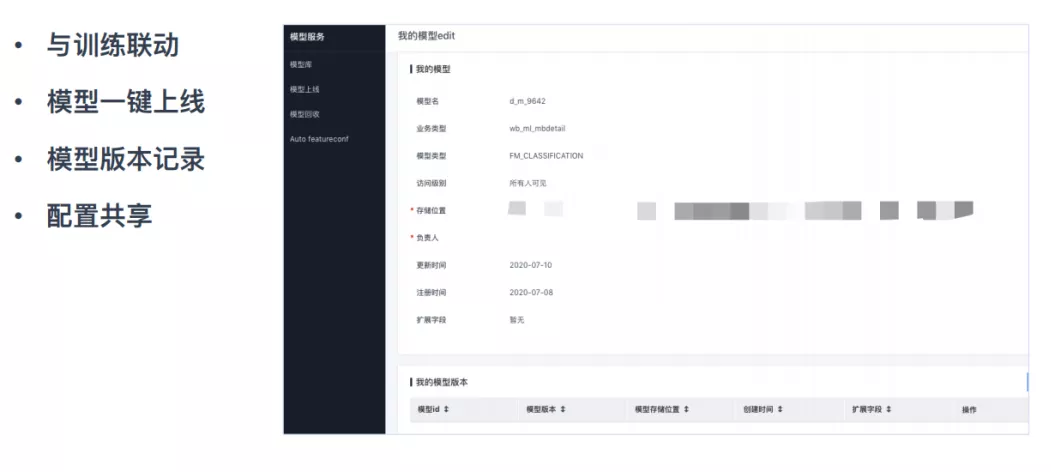 与训练联动
模型一键上线
模型版本记录
配置共享
模型服务
模型库
模型上线
模型回收
Auto featureconf
我的模型edit
我的模型
模型名 d_m_9642
业务类型 wb_ml_mbdetail
模型类型 FM_CLASSIFICATION
访问级别 所有人可见
* 存储位置
* 负责人
更新时间 2020-07-10
注册时间 2020-07-08
扩展字段 暂无
我的模型版本
模型id 模型版本 模型存储位置 创建时间 扩展字段 操作